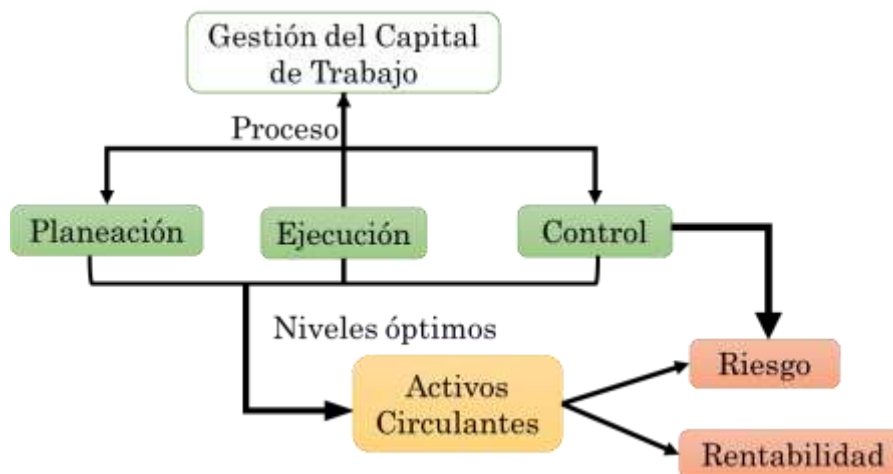 Gestión del Capital
de Trabajo
Proceso
Planeación
Ejecución
Control
Niveles óptimos
Activos
Circulantes
Riesgo
Rentabilidad